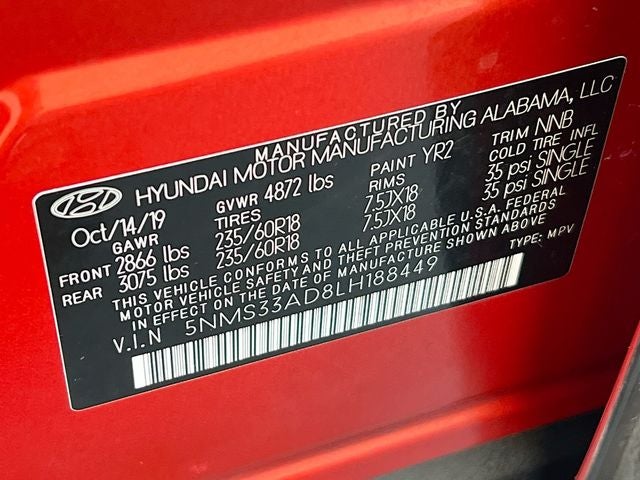 MANUFACTURED BY
HYUNDAI MOTOR MANUFACTURING ALABAMA, LLC
Oct/14/19 GVWR 4872 lbs PAINT YR2 TRIM NNB
GAWR TIRES RIMS COLD TIRE INFL
FRONT 2866 lbs 235/60R18 7.5JX18 35 psi SINGLE
REAR 3075 lbs 235/60R18 7.5JX18 35 psi SINGLE
THIS VEHICLE CONFORMS TO ALL APPLICABLE U.S.A. FEDERAL
MOTOR VEHICLE SAFETY AND THEFT PREVENTION STANDARDS
IN EFFECT ON THE DATE OF MANUFACTURE SHOWN ABOVE.
V.I.N 5NMS33AD8LH188449 TYPE: MPV